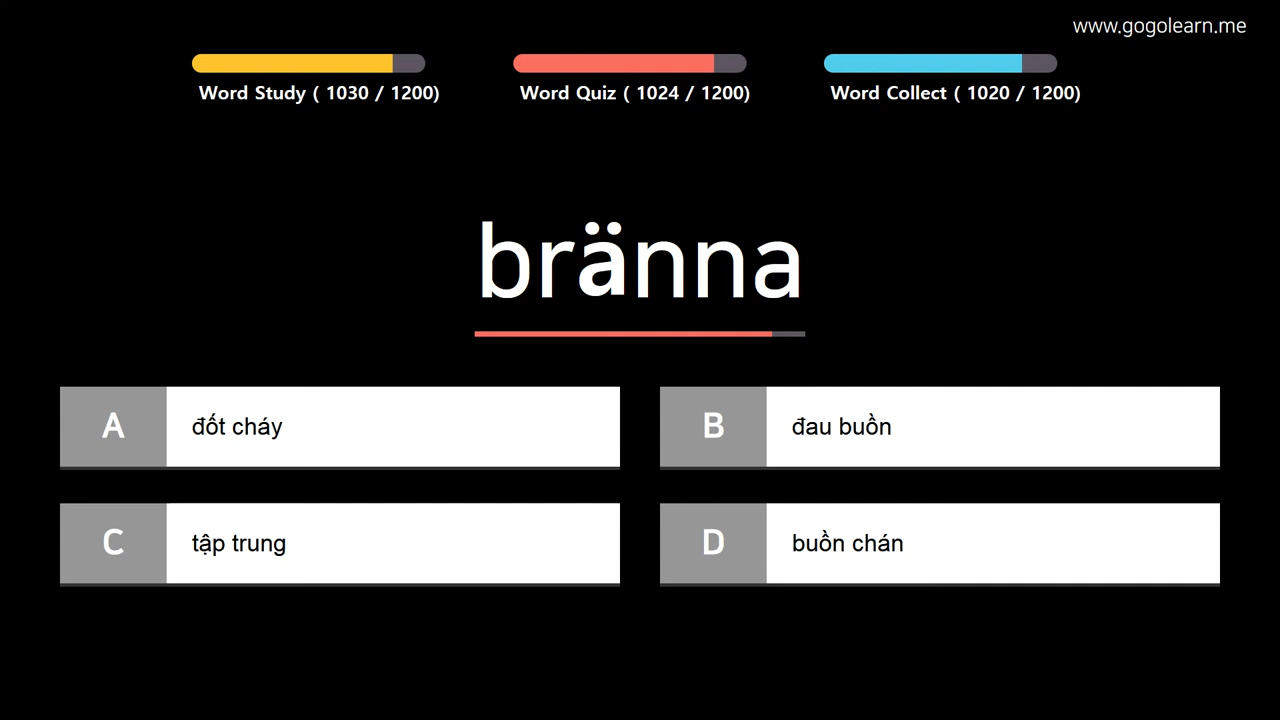 www.gogolearn.me
Word Study ( 1030 / 1200)
Word Quiz ( 1024 / 1200)
Word Collect ( 1020 / 1200)
bränna
A
đốt cháy
B
đau buồn
C
tập trung
D
buồn chán